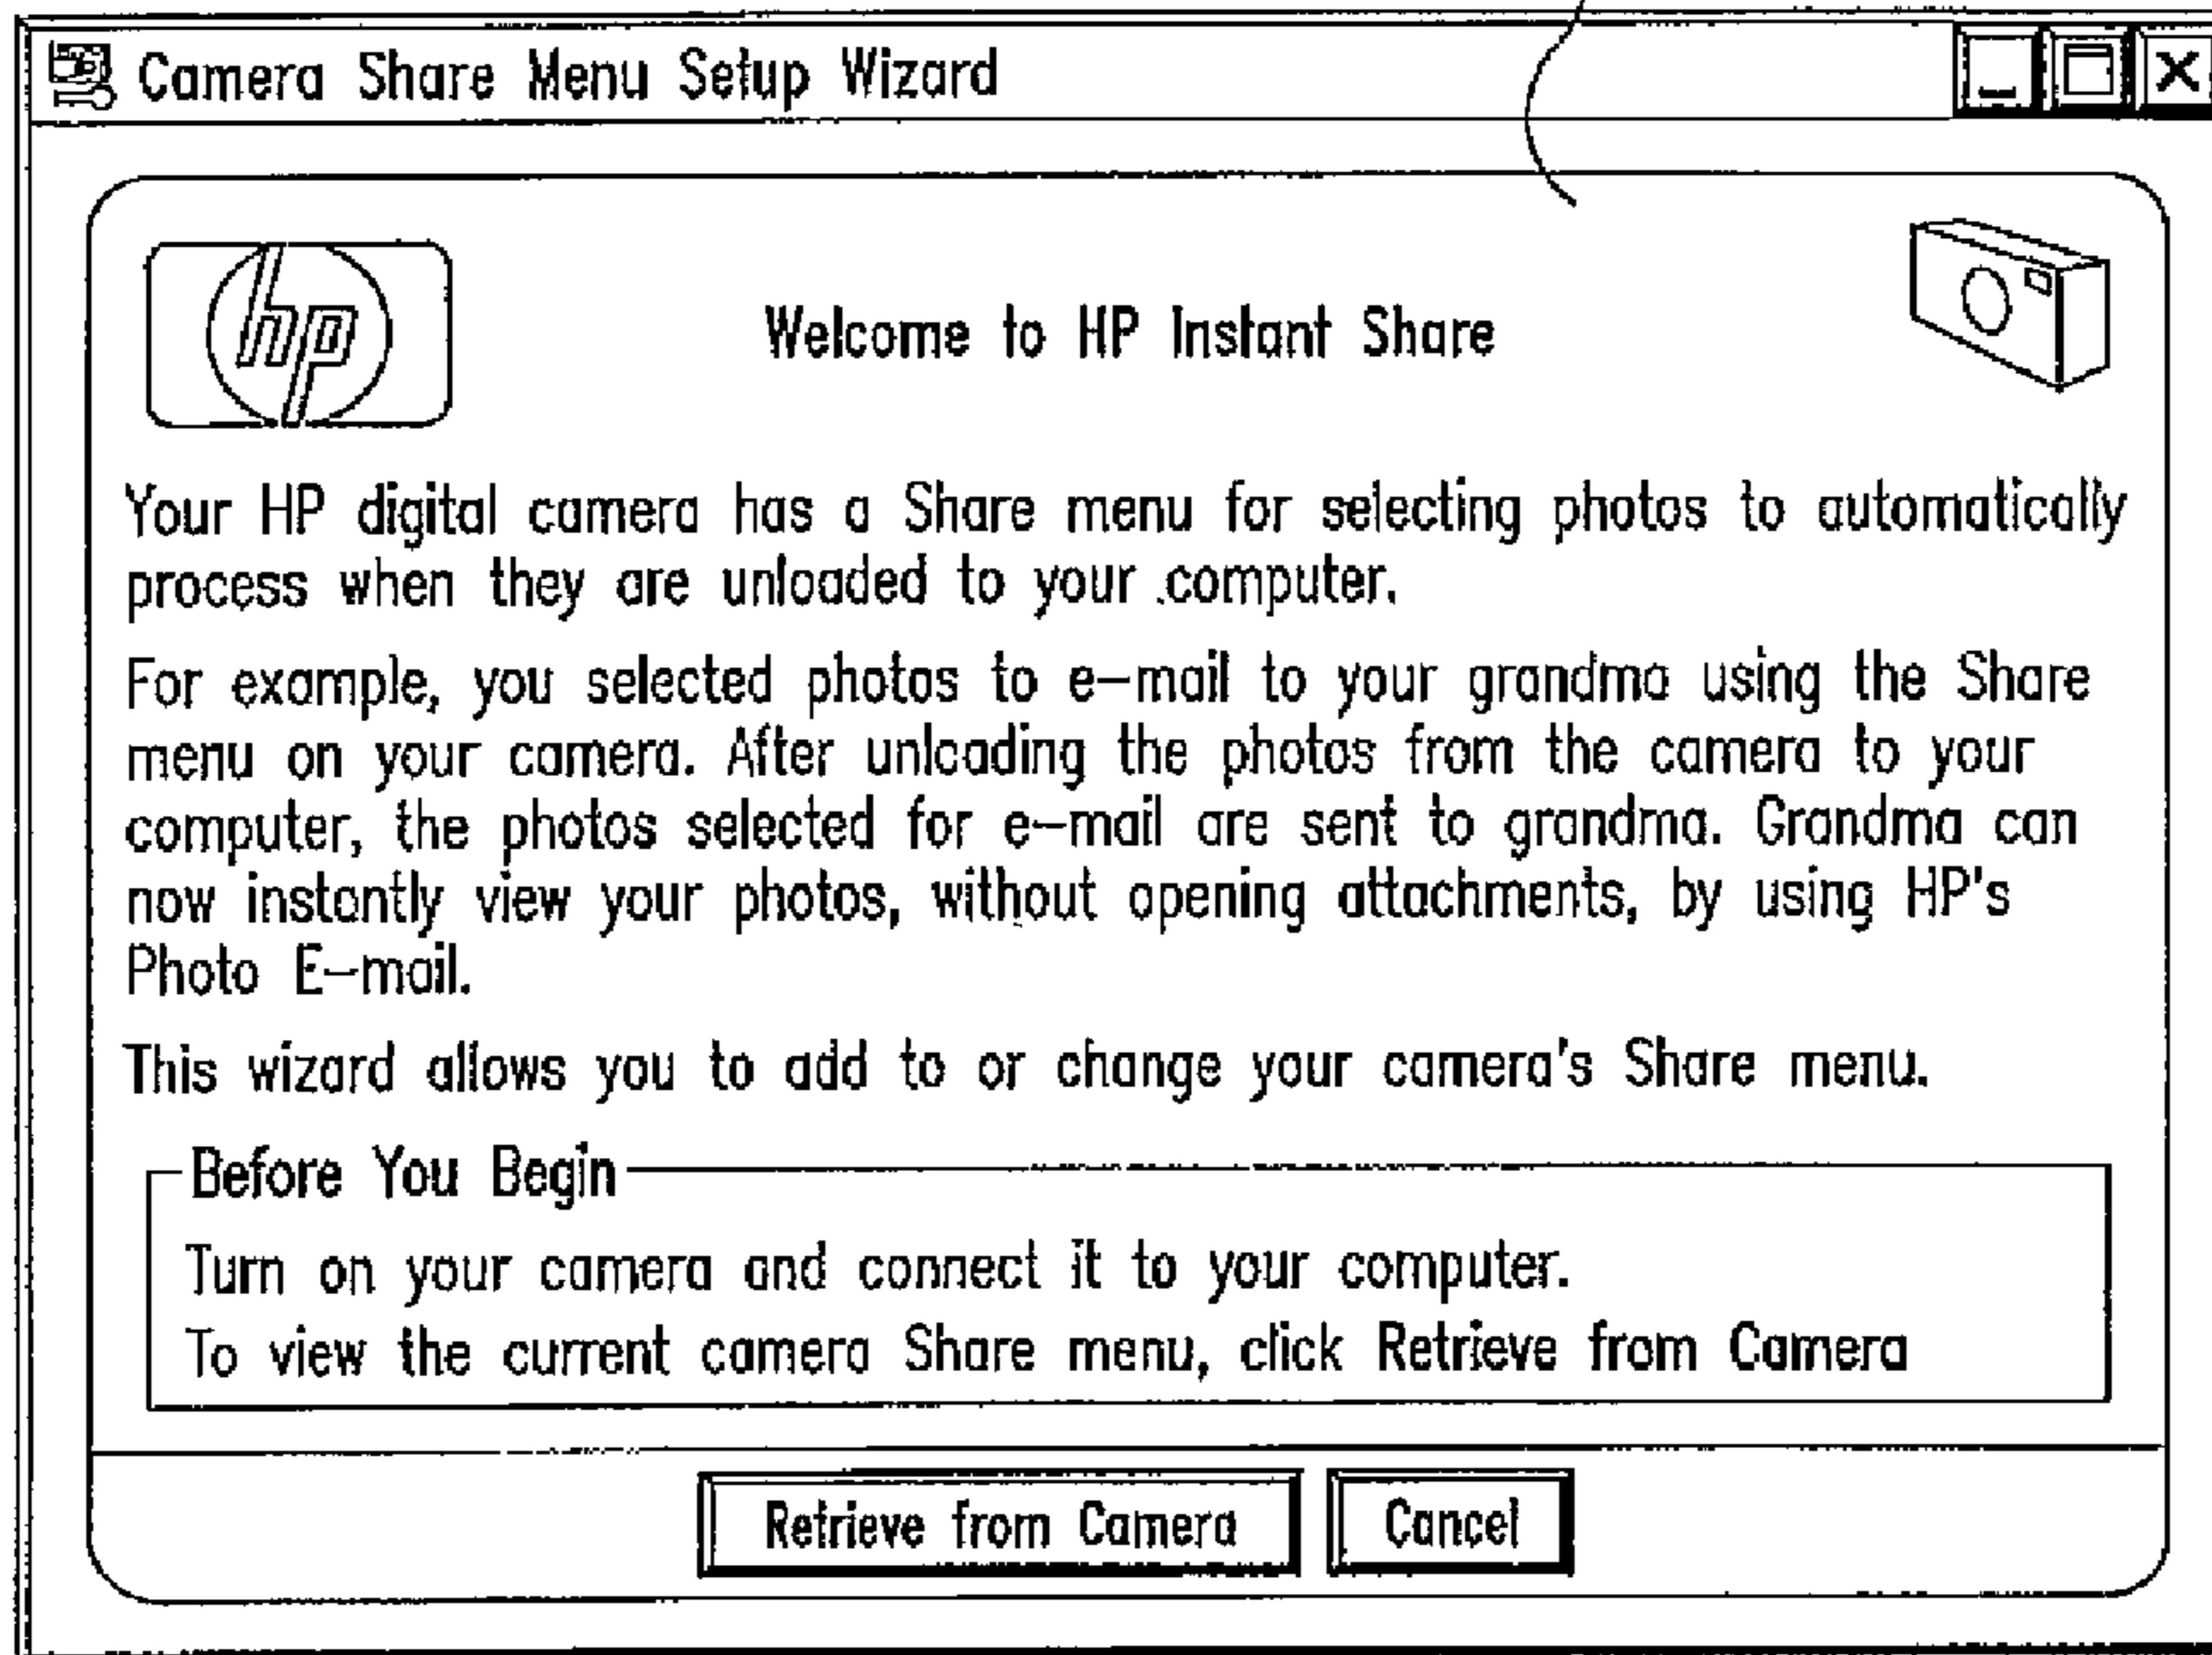 Camera Share Menu Setup Wizard
hp
Welcome to HP Instant Share
Your HP digital camera has a Share menu for selecting photos to automatically
process when they are unloaded to your computer.
For example, you selected photos to e-mail to your grandma using the Share
menu on your camera. After unloading the photos from the camera to your
computer, the photos selected for e-mail are sent to grandma. Grandma can
now instantly view your photos, without opening attachments, by using HP's
Photo E-mail.
This wizard allows you to add to or change your camera's Share menu.
Before You Begin
Turn on your camera and connect it to your computer.
To view the current camera Share menu, click Retrieve from Camera
Retrieve from Camera Cancel